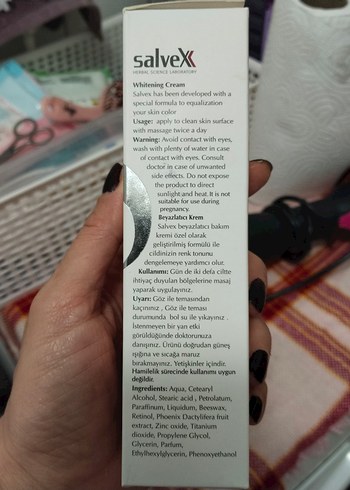 salveX
HERBAL SCIENCE LABORATORY
Whitening Cream
Salvex has been developed with a
special formula to equalization
your skin color
Usage: apply to clean skin surface
with massage twice a day
Warning: Avoid contact with eyes,
wash with plenty of water in case
of contact with eyes. Consult
doctor in case of unwanted
side effects. Do not expose
the product to direct
sunlight and heat. It is not
suitable for use during
pregnancy.
Beyazlatıcı Krem
Salvex beyazlatıcı bakım
kremi özel olarak
geliştirilmiş formülü ile
cildinizin renk tonunu
dengelemeye yardımcı olur.
Kullanımı: Gün de iki defa ciltte
ihtiyaç duyulan bölgelerine masaj
yaparak uygulayınız.
Uyarı: Göz ile temasından
kaçınınız , Göz ile teması
durumunda bol su ile yıkayınız .
İstenmeyen bir yan etki
görüldüğünde doktorunuza
danışınız. Ürünü doğrudan güneş
ışığına ve sıcağa maruz
bırakmayınız. Yetişkinler içindir.
Hamilelik sürecinde kullanımı uygun
değildir.
Ingredients: Aqua, Cetearyl
Alcohol, Stearic acid , Petrolatum,
Paraffinum, Liquidum, Beeswax,
Retinol, Phoenix Dactylifera fruit
extract, Zinc oxide, Titanium
dioxide, Propylene Glycol,
Glycerin, Parfum,
Ethylhexylglycerin, Phenoxyethanol